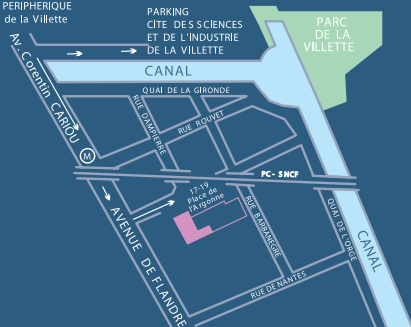 PERIPHERIQUE
de la Villette
PARKING
CÎTE DES SCIENCES
ET DE L'INDUSTRIE
DE LA VILLETTE
PARC
DE LA
VILLETTE
Av. Corentin CARIOU
CANAL
QUAI DE LA GIRONDE
RUE DAMPIERRE
RUE ROUVET
M
PC- SNCF
17-19
Place de
l'Argonne
AVENUE DE FLANDRE
RUE BARBANEGRE
QUAI DE L'ORGE
CANAL
RUE DE NANTES